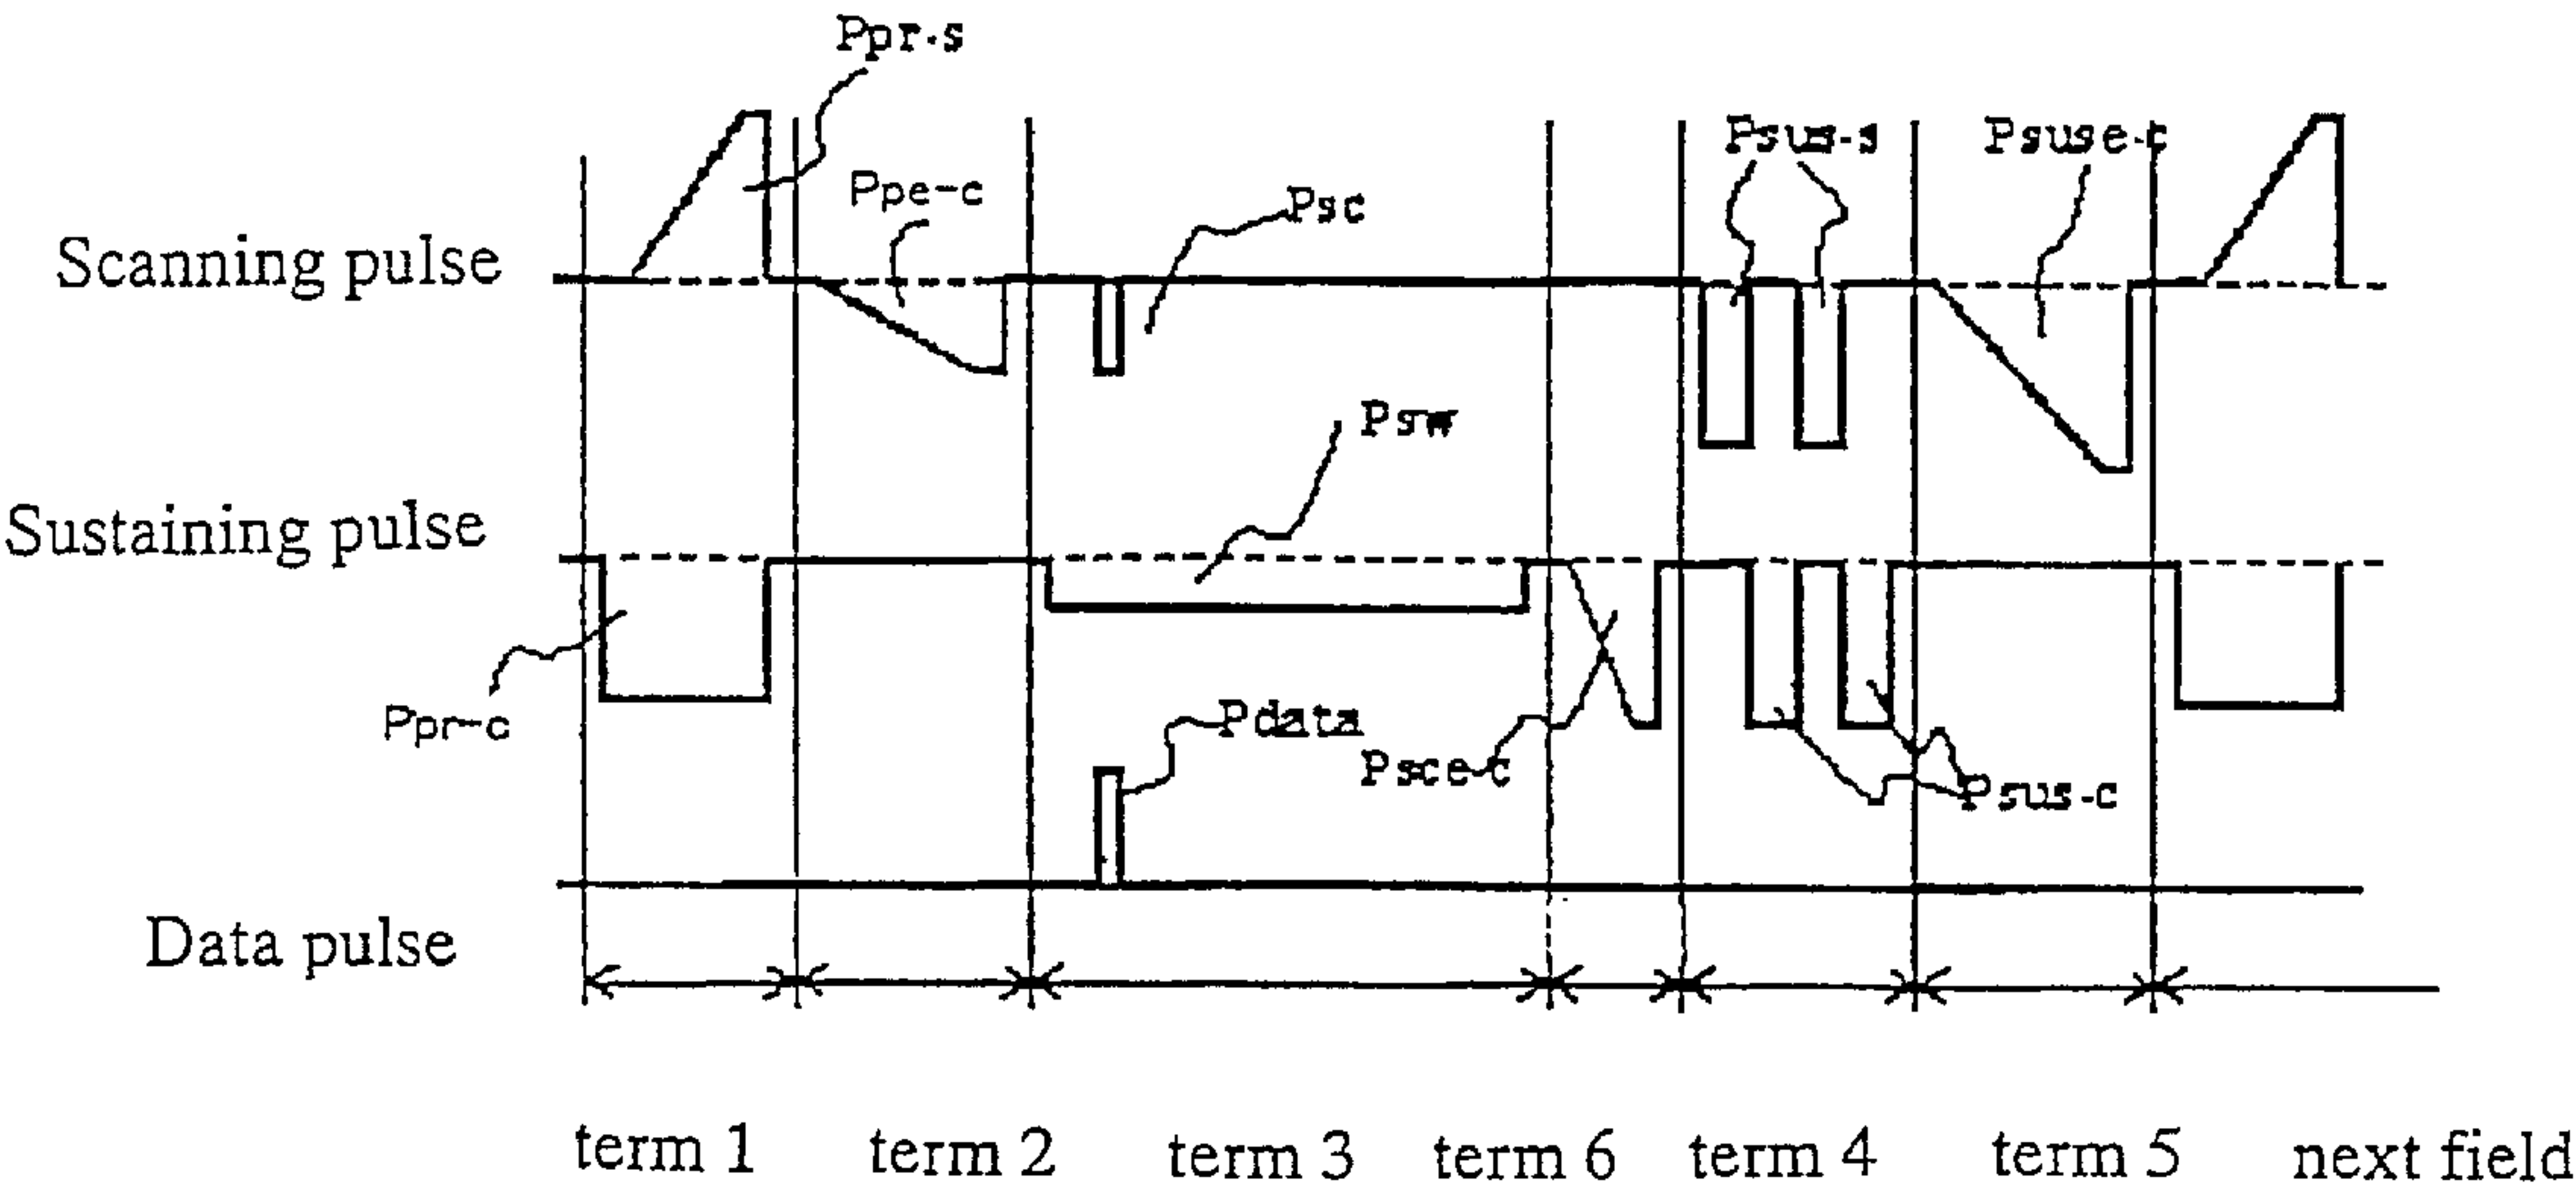 Ppr-s
Psus-s
Psuse-c
Ppe-c
Psc
Scanning pulse
Psw
Sustaining pulse
Ppr-c
Pdata
Psce-c
Psus-c
Data pulse
term 1
term 2
term 3
term 6
term 4
term 5
next field